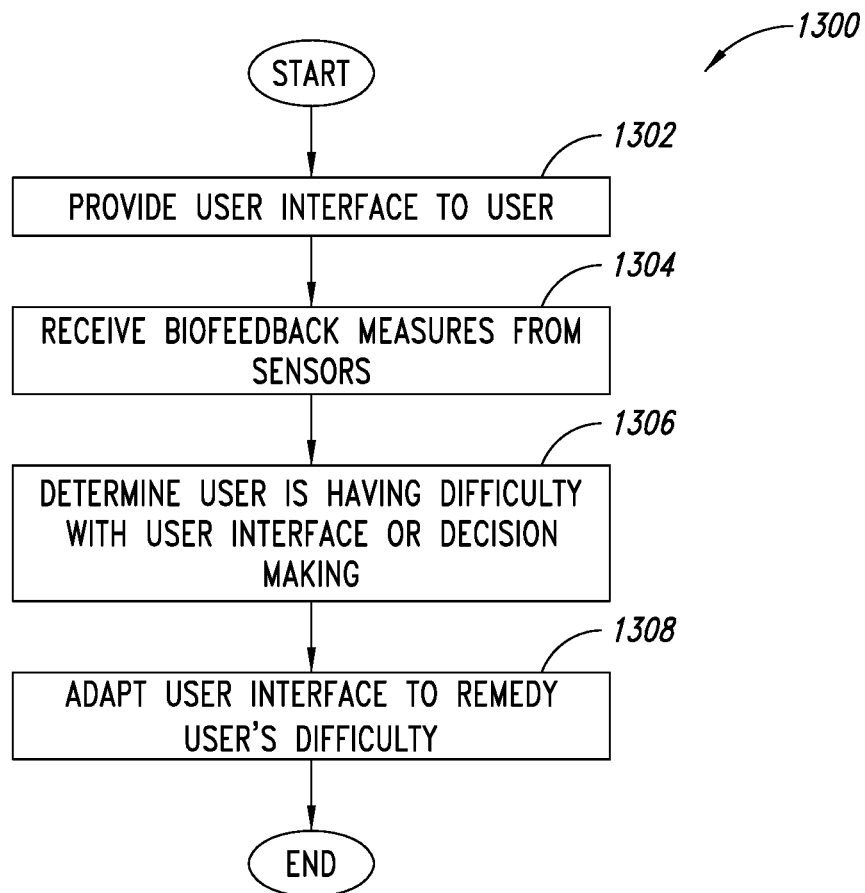 1300
START
1302
PROVIDE USER INTERFACE TO USER
1304
RECEIVE BIOFEEDBACK MEASURES FROM
SENSORS
1306
DETERMINE USER IS HAVING DIFFICULTY
WITH USER INTERFACE OR DECISION
MAKING
1308
ADAPT USER INTERFACE TO REMEDY
USER'S DIFFICULTY
END